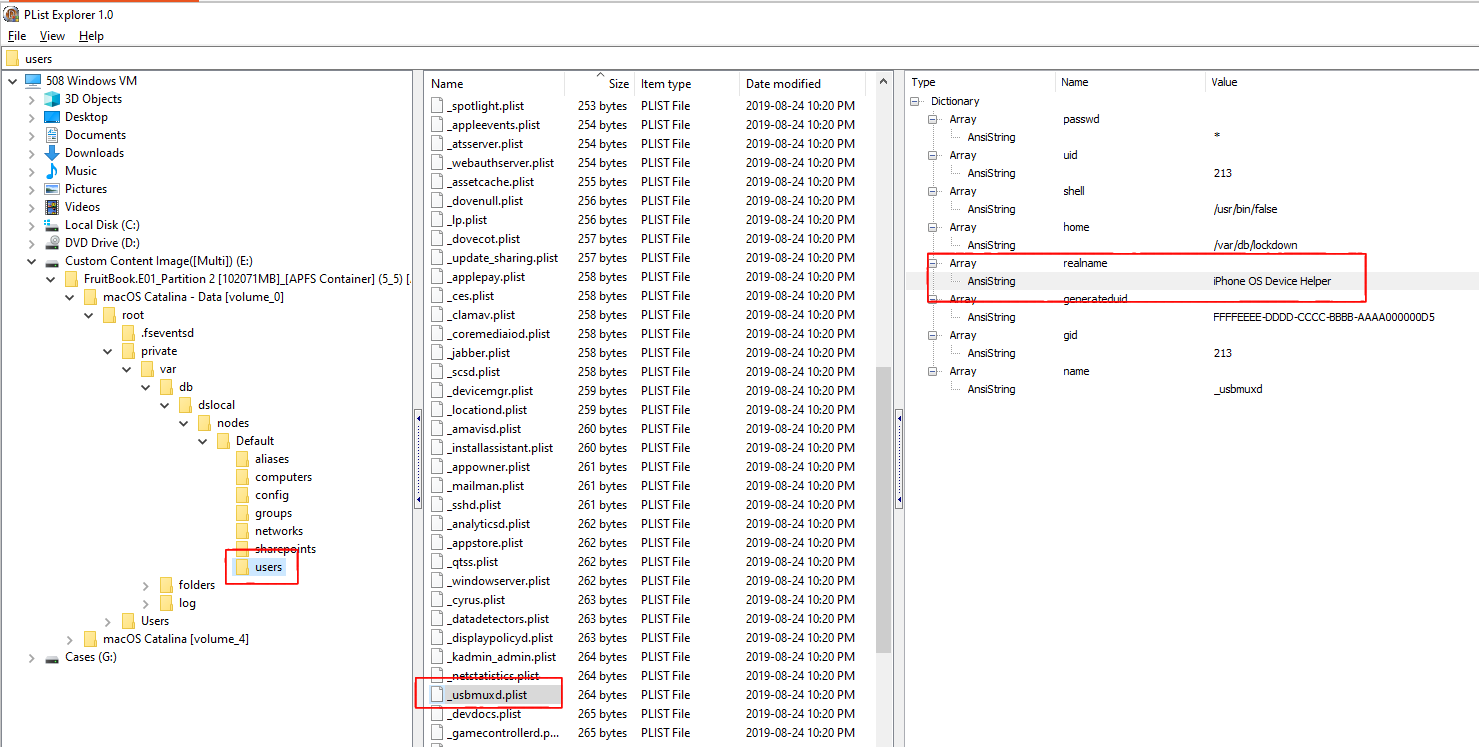 PList Explorer 1.0
File View Help
users
508 Windows VM
3D Objects
Desktop
Documents
Downloads
Music
Pictures
Videos
Local Disk (C:)
DVD Drive (D:)
Custom Content Image([Multi]) (E:)
FruitBook.E01_Partition 2 [102071MB]_[APFS Container] (5_5) [.
macOS Catalina - Data [volume_0]
root
.fseventsd
private
var
db
dslocal
nodes
Default
aliases
computers
config
groups
networks
sharepoints
users
folders
log
Users
macOS Catalina [volume_4]
Cases (G:)
Name Size Item type Date modified
_spotlight.plist 253 bytes PLIST File 2019-08-24 10:20 PM
_appleevents.plist 254 bytes PLIST File 2019-08-24 10:20 PM
_atsserver.plist 254 bytes PLIST File 2019-08-24 10:20 PM
_webauthserver.plist 254 bytes PLIST File 2019-08-24 10:20 PM
_assetcache.plist 255 bytes PLIST File 2019-08-24 10:20 PM
_dovenull.plist 256 bytes PLIST File 2019-08-24 10:20 PM
_lp.plist 256 bytes PLIST File 2019-08-24 10:20 PM
_dovecot.plist 257 bytes PLIST File 2019-08-24 10:20 PM
_update_sharing.plist 257 bytes PLIST File 2019-08-24 10:20 PM
_applepay.plist 258 bytes PLIST File 2019-08-24 10:20 PM
_ces.plist 258 bytes PLIST File 2019-08-24 10:20 PM
_clamav.plist 258 bytes PLIST File 2019-08-24 10:20 PM
_coremediaiod.plist 258 bytes PLIST File 2019-08-24 10:20 PM
_jabber.plist 258 bytes PLIST File 2019-08-24 10:20 PM
_scsd.plist 258 bytes PLIST File 2019-08-24 10:20 PM
_devicemgr.plist 259 bytes PLIST File 2019-08-24 10:20 PM
_locationd.plist 259 bytes PLIST File 2019-08-24 10:20 PM
_amavisd.plist 260 bytes PLIST File 2019-08-24 10:20 PM
_installassistant.plist 260 bytes PLIST File 2019-08-24 10:20 PM
_appowner.plist 261 bytes PLIST File 2019-08-24 10:20 PM
_mailman.plist 261 bytes PLIST File 2019-08-24 10:20 PM
_sshd.plist 261 bytes PLIST File 2019-08-24 10:20 PM
_analyticsd.plist 262 bytes PLIST File 2019-08-24 10:20 PM
_appstore.plist 262 bytes PLIST File 2019-08-24 10:20 PM
_qtss.plist 262 bytes PLIST File 2019-08-24 10:20 PM
_windowserver.plist 262 bytes PLIST File 2019-08-24 10:20 PM
_cyrus.plist 263 bytes PLIST File 2019-08-24 10:20 PM
_datadetectors.plist 263 bytes PLIST File 2019-08-24 10:20 PM
_displaypolicyd.plist 263 bytes PLIST File 2019-08-24 10:20 PM
_kadmin_admin.plist 264 bytes PLIST File 2019-08-24 10:20 PM
_netstatistics.plist 264 bytes PLIST File 2019-08-24 10:20 PM
_usbmuxd.plist 264 bytes PLIST File 2019-08-24 10:20 PM
_devdocs.plist 265 bytes PLIST File 2019-08-24 10:20 PM
_gamecontrollerd.p... 265 bytes PLIST File 2019-08-24 10:20 PM
Type Name Value
Dictionary
Array passwd
AnsiString *
Array uid
AnsiString 213
Array shell
AnsiString /usr/bin/false
Array home
AnsiString /var/db/lockdown
Array realname
AnsiString iPhone OS Device Helper
Array generateduid
AnsiString FFFFEEEE-DDDD-CCCC-BBBB-AAAA000000D5
Array gid
AnsiString 213
Array name
AnsiString _usbmuxd